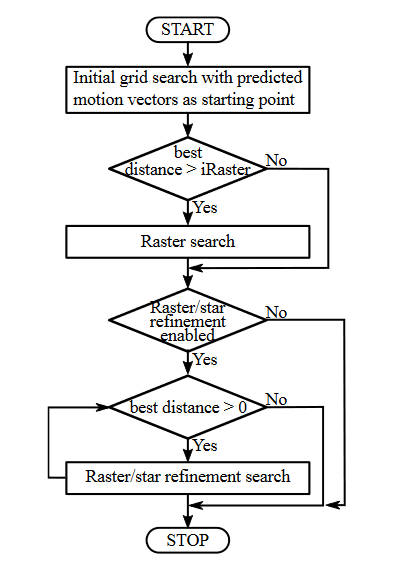 START
Initial grid search with predicted
motion vectors as starting point
best
distance > iRaster
No
Yes
Raster search
Raster/star
refinement
enabled
No
Yes
best distance > 0
No
Yes
Raster/star refinement search
STOP